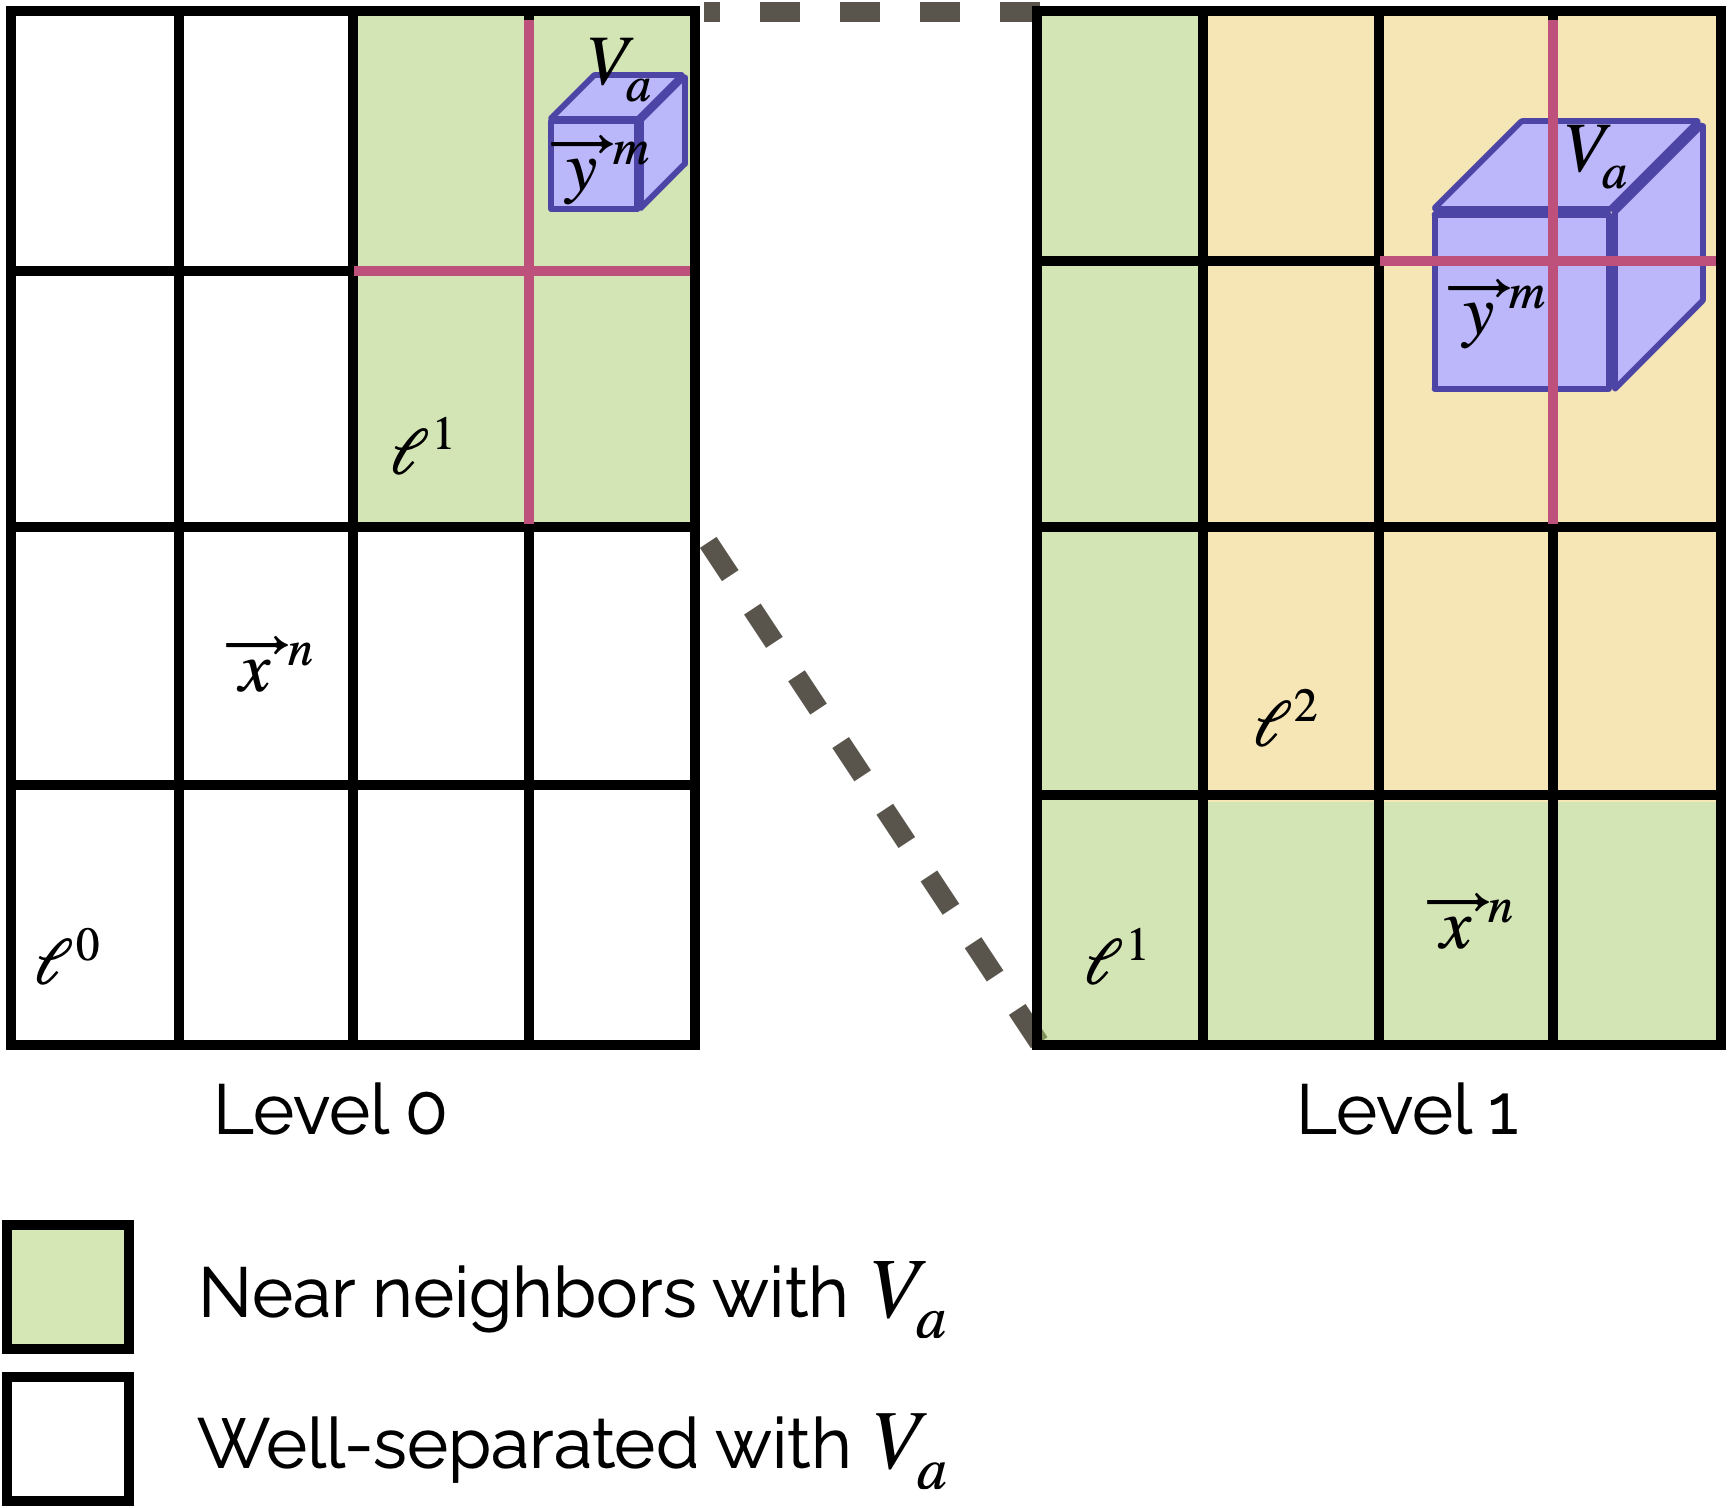 V_a
y⃗^m
ℓ^1
x⃗^n
ℓ^0
Level 0
V_a
y⃗^m
ℓ^2
x⃗^n
ℓ^1
Level 1
Near neighbors with V_a
Well-separated with V_a